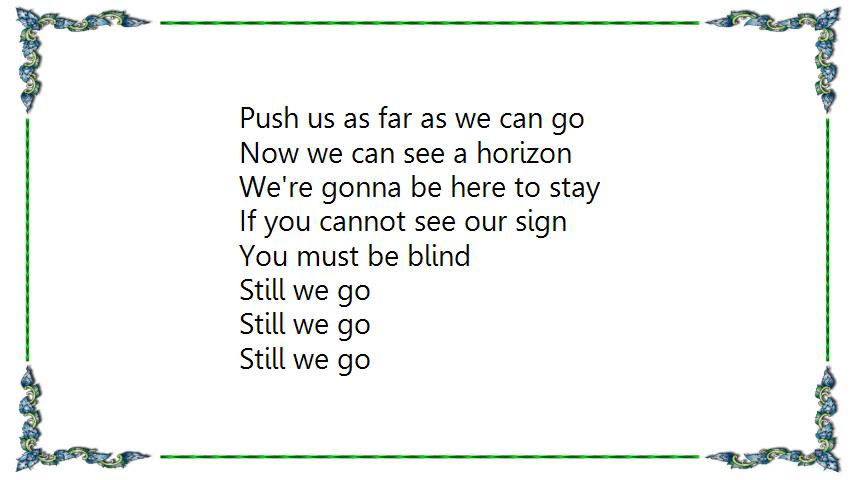 Push us as far as we can go
Now we can see a horizon
We're gonna be here to stay
If you cannot see our sign
You must be blind
Still we go
Still we go
Still we go